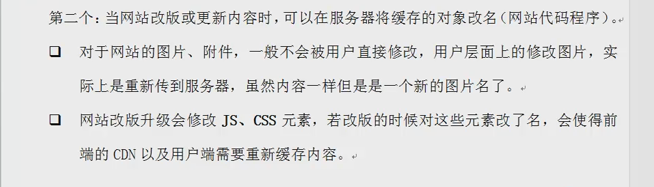 第二个：当网站改版或更新内容时，可以在服务器将缓存的对象改名（网站代码程序）。
对于网站的图片、附件，一般不会被用户直接修改，用户层面上的修改图片，实
际上是重新传到服务器，虽然内容一样但是是一个新的图片名了。
网站改版升级会修改 JS、CSS 元素，若改版的时候对这些元素改了名，会使得前
端的 CDN 以及用户端需要重新缓存内容。